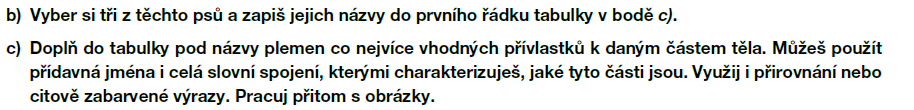 b) Vyber si tři z těchto psů a zapiš jejich názvy do prvního řádku tabulky v bodě c).
c) Doplň do tabulky pod názvy plemen co nejvíce vhodných přívlastků k daným částem těla. Můžeš použít
přídavná jména i celá slovní spojení, kterými charakterizuješ, jaké tyto části jsou. Využij i přirovnání nebo
citově zabarvené výrazy. Pracuj přitom s obrázky.